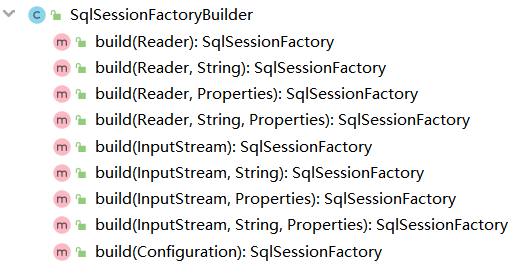 SqlSessionFactoryBuilder
build(Reader): SqlSessionFactory
build(Reader, String): SqlSessionFactory
build(Reader, Properties): SqlSessionFactory
build(Reader, String, Properties): SqlSessionFactory
build(InputStream): SqlSessionFactory
build(InputStream, String): SqlSessionFactory
build(InputStream, Properties): SqlSessionFactory
build(InputStream, String, Properties): SqlSessionFactory
build(Configuration): SqlSessionFactory